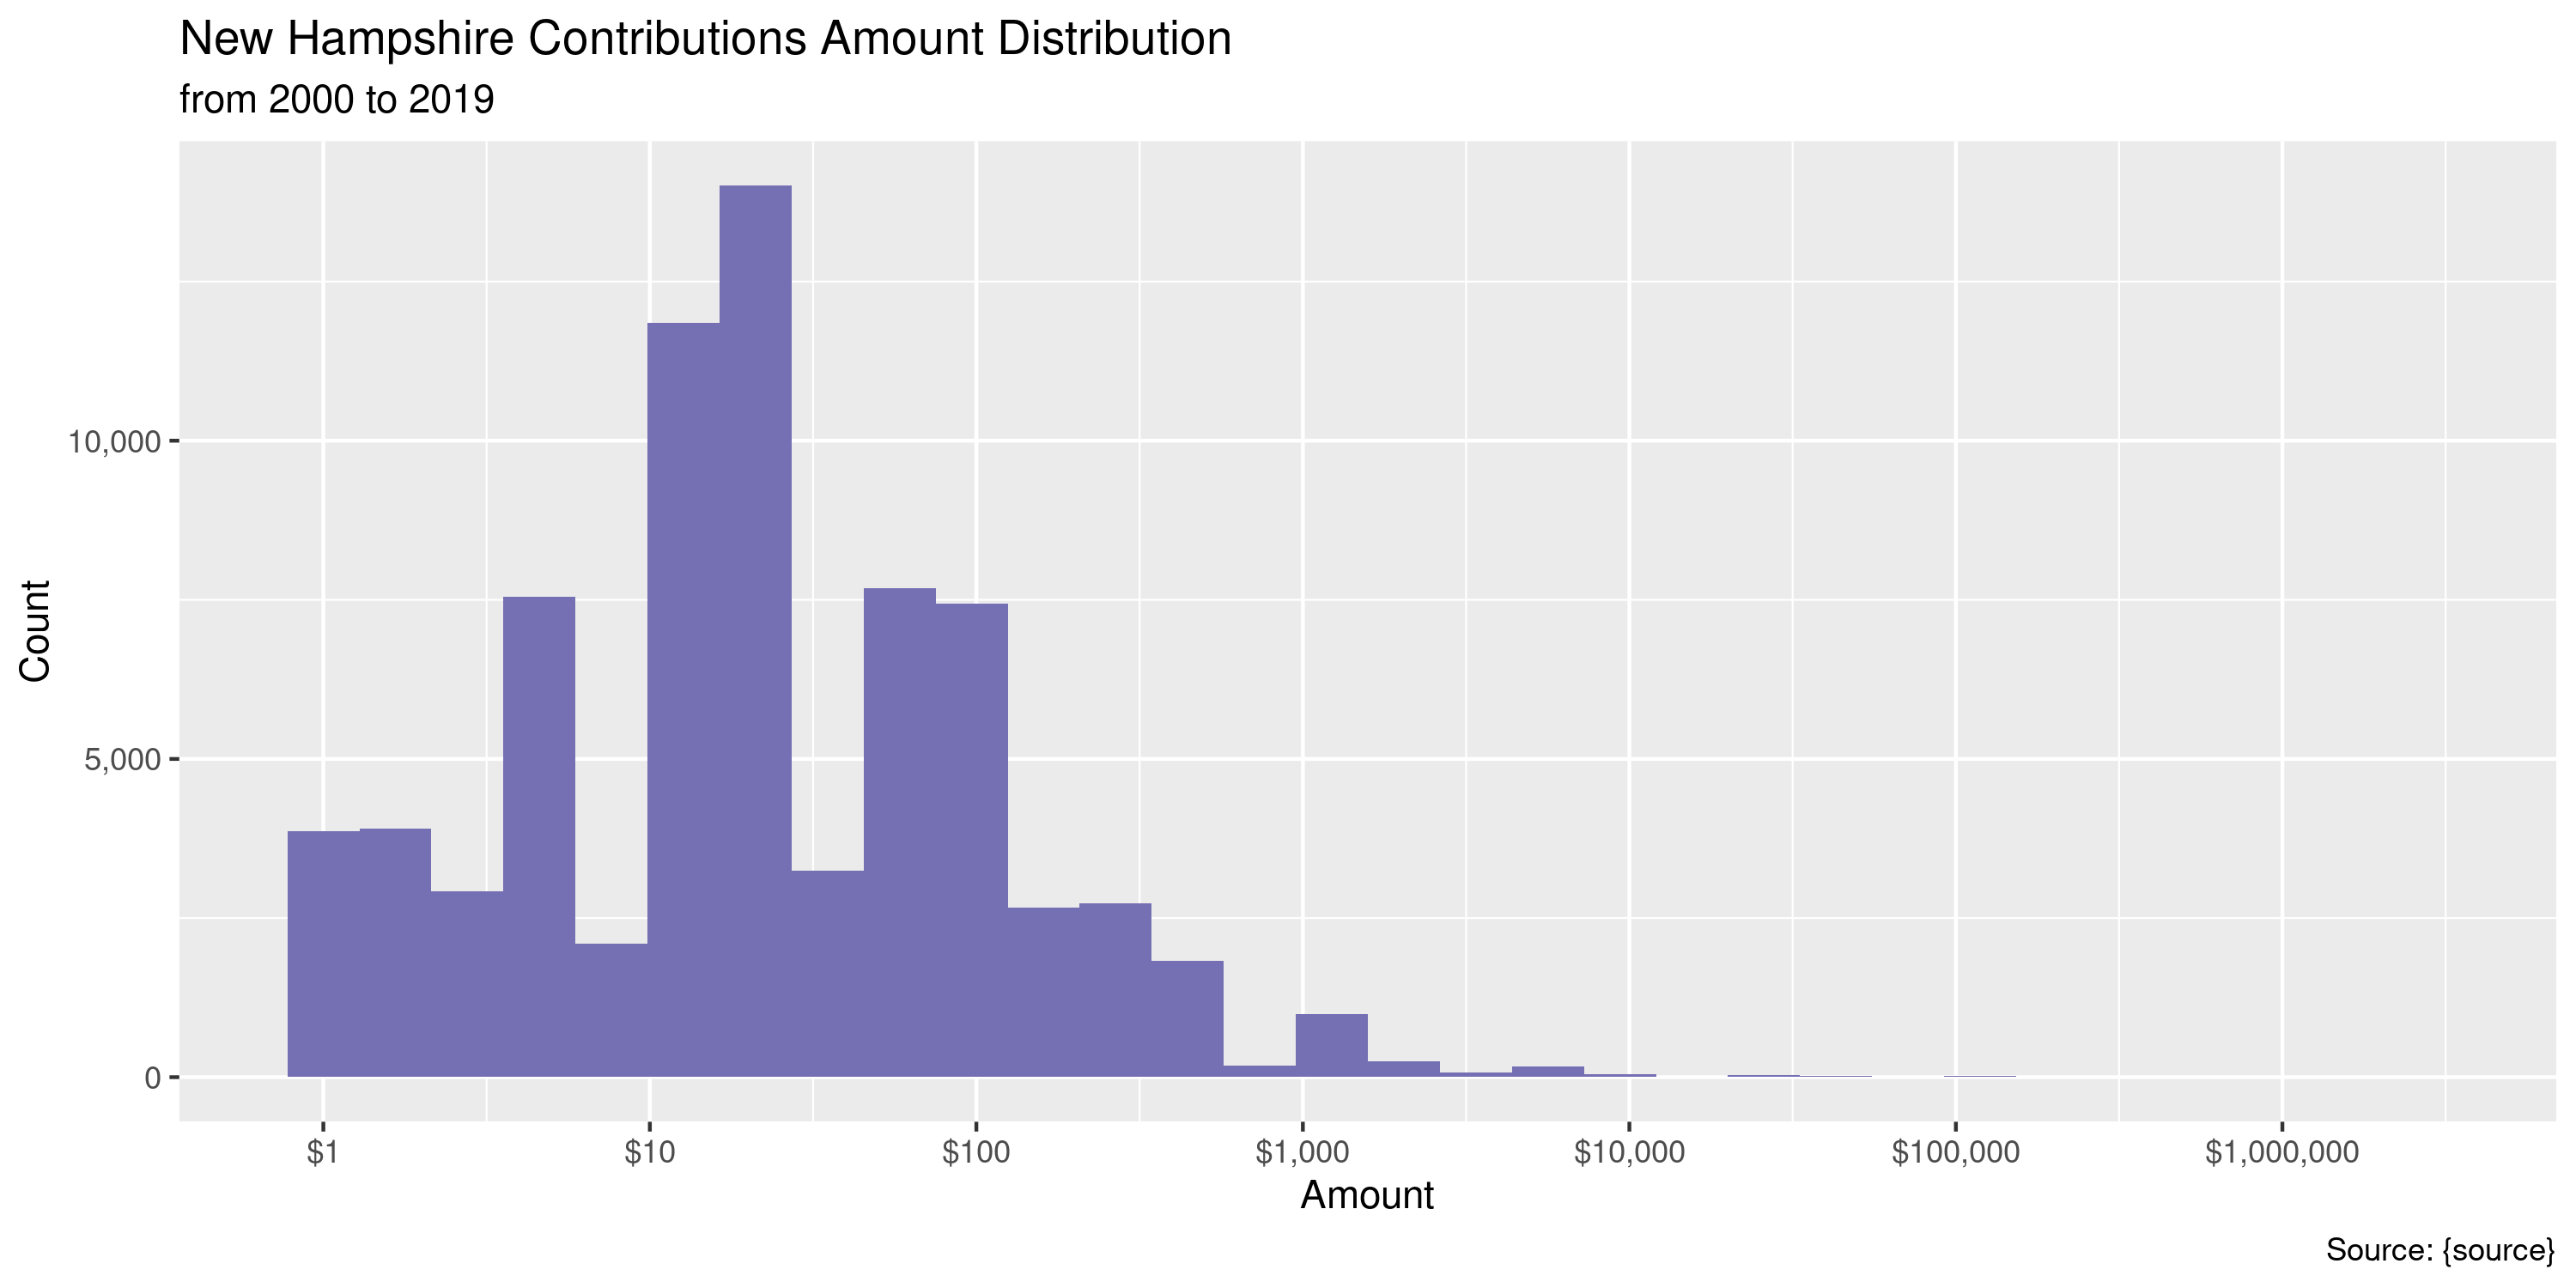 New Hampshire Contributions Amount Distribution
from 2000 to 2019
10,000
5,000
0
Count
$1 $10 $100 $1,000 $10,000 $100,000 $1,000,000
Amount
Source: {source}